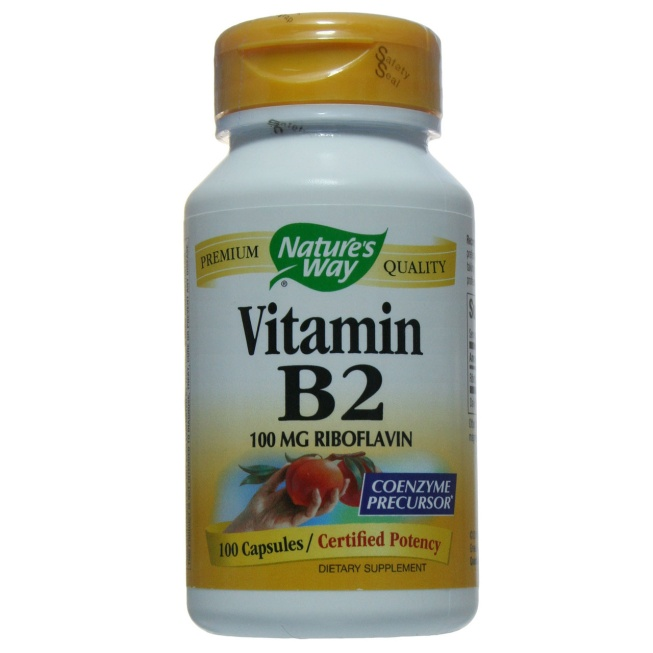 Safety
Seal
PREMIUM
Nature's
Way®
QUALITY
Vitamin
B2
100 MG RIBOFLAVIN
COENZYME
PRECURSOR*
100 Capsules / Certified Potency
DIETARY SUPPLEMENT